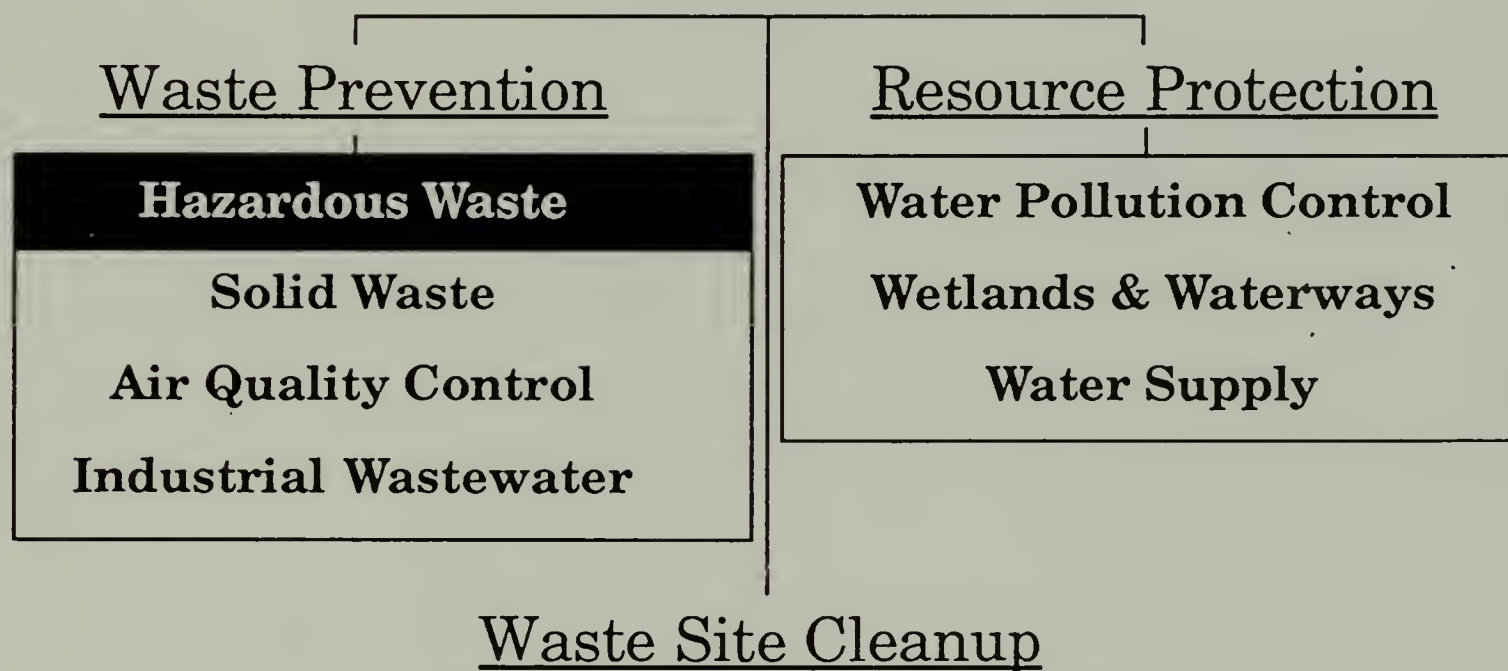 Waste Prevention
Hazardous Waste
Solid Waste
Air Quality Control
Industrial Wastewater
Resource Protection
Water Pollution Control
Wetlands & Waterways
Water Supply
Waste Site Cleanup